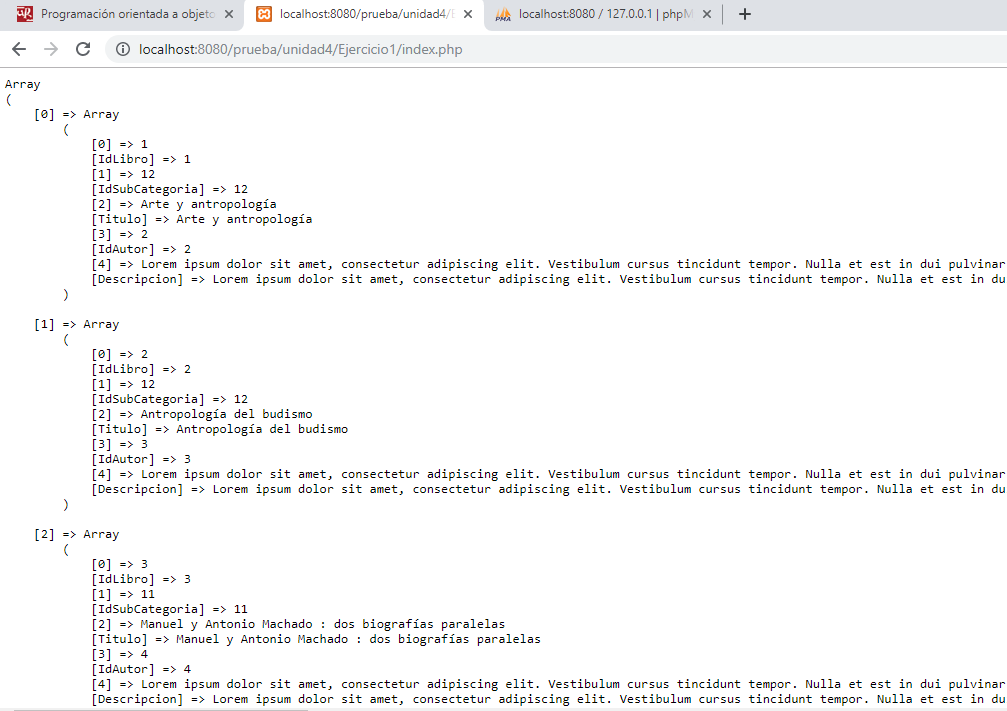 Programación orientada a objeto
localhost:8080/prueba/unidad4/E
localhost:8080 / 127.0.0.1 | phpM
localhost:8080/prueba/unidad4/Ejercicio1/index.php
Array
(
[0] => Array
(
[0] => 1
[IdLibro] => 1
[1] => 12
[IdSubCategoria] => 12
[2] => Arte y antropología
[Titulo] => Arte y antropología
[3] => 2
[IdAutor] => 2
[4] => Lorem ipsum dolor sit amet, consectetur adipiscing elit. Vestibulum cursus tincidunt tempor. Nulla et est in dui pulvinar
[Descripcion] => Lorem ipsum dolor sit amet, consectetur adipiscing elit. Vestibulum cursus tincidunt tempor. Nulla et est in du
)
[1] => Array
(
[0] => 2
[IdLibro] => 2
[1] => 12
[IdSubCategoria] => 12
[2] => Antropología del budismo
[Titulo] => Antropología del budismo
[3] => 3
[IdAutor] => 3
[4] => Lorem ipsum dolor sit amet, consectetur adipiscing elit. Vestibulum cursus tincidunt tempor. Nulla et est in dui pulvinar
[Descripcion] => Lorem ipsum dolor sit amet, consectetur adipiscing elit. Vestibulum cursus tincidunt tempor. Nulla et est in du
)
[2] => Array
(
[0] => 3
[IdLibro] => 3
[1] => 11
[IdSubCategoria] => 11
[2] => Manuel y Antonio Machado : dos biografías paralelas
[Titulo] => Manuel y Antonio Machado : dos biografías paralelas
[3] => 4
[IdAutor] => 4
[4] => Lorem ipsum dolor sit amet, consectetur adipiscing elit. Vestibulum cursus tincidunt tempor. Nulla et est in dui pulvinar
[Descripcion] => Lorem ipsum dolor sit amet, consectetur adipiscing elit. Vestibulum cursus tincidunt tempor. Nulla et est in du